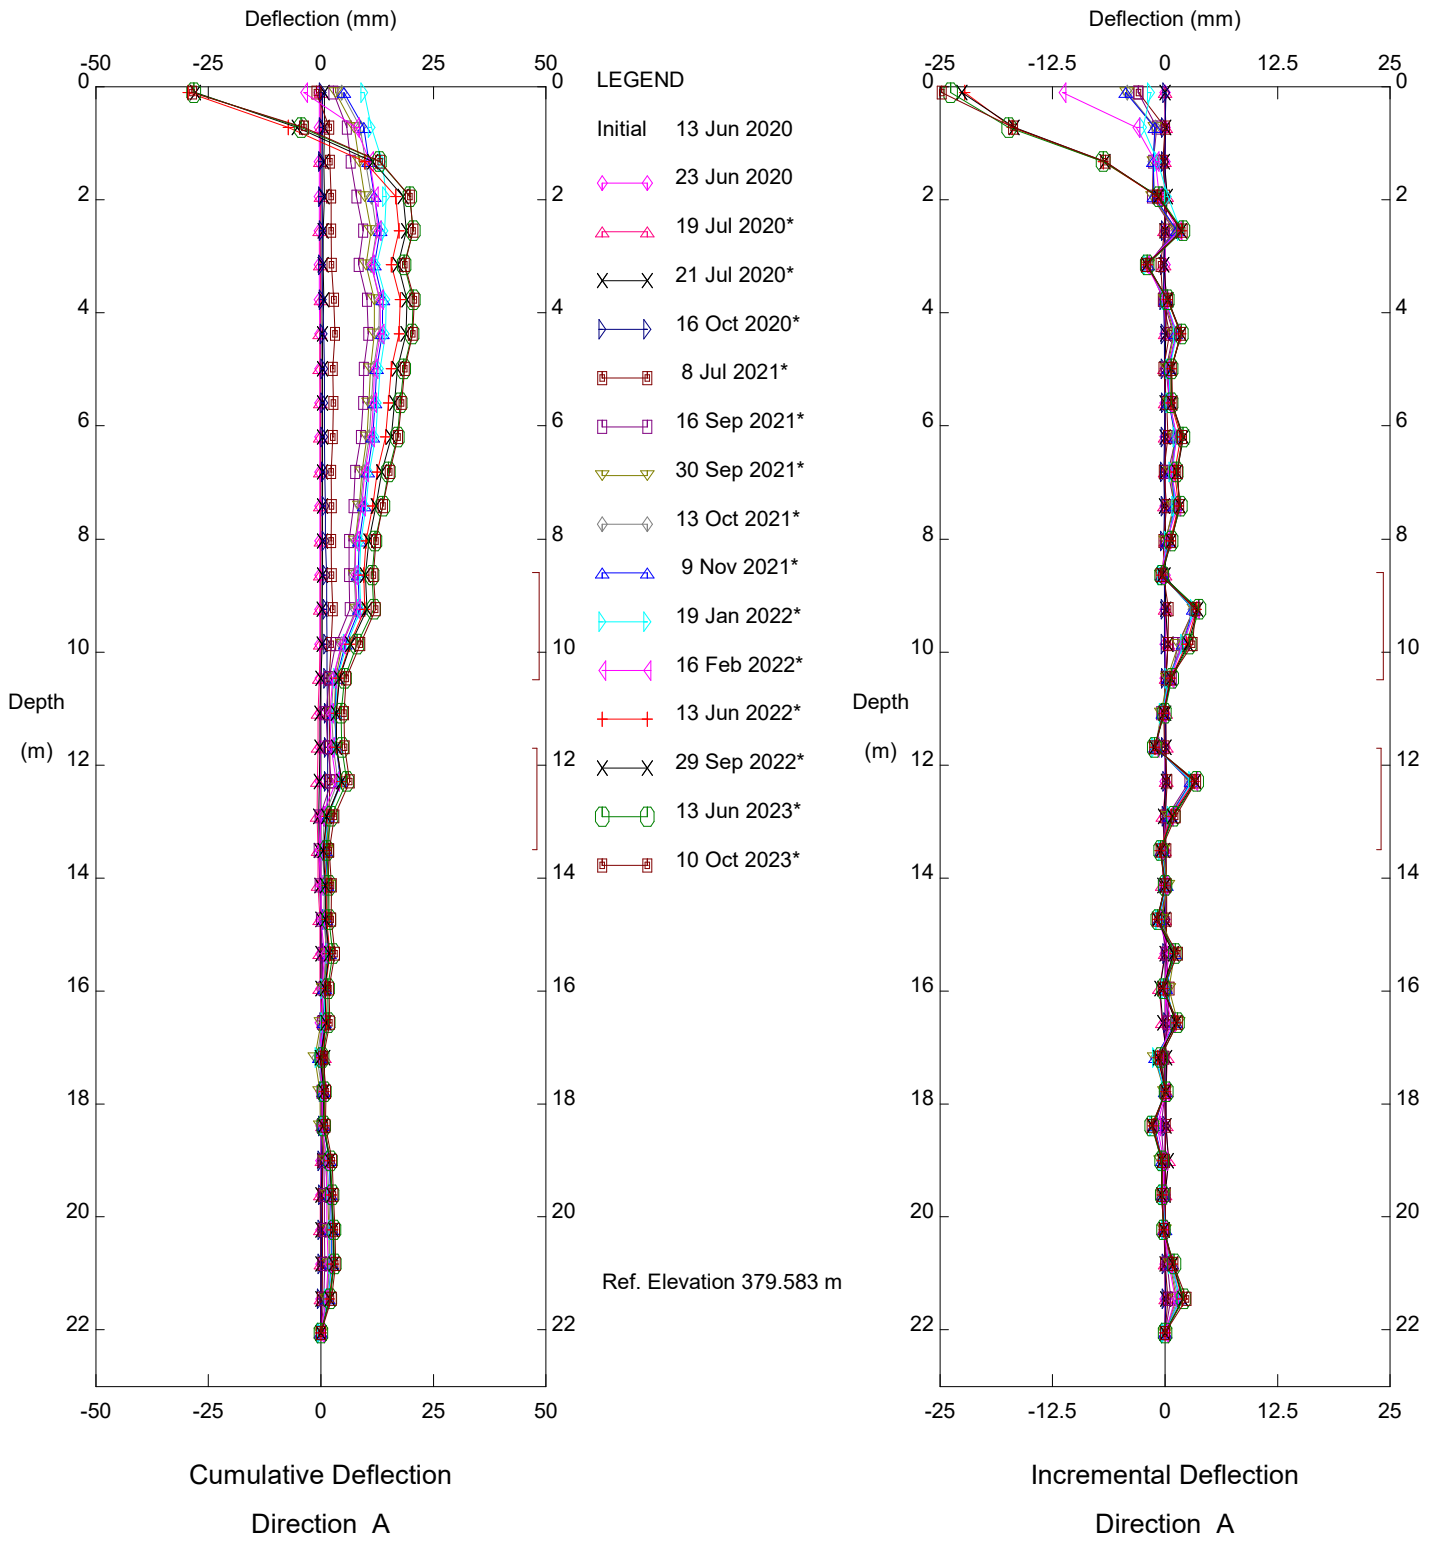 Deflection (mm)
-50 -25 0 25 50
0 0
2 2
4 4
6 6
8 8
10 10
Depth
(m)
12 12
14 14
16 16
18 18
20 20
22 22
-50 -25 0 25 50
Cumulative Deflection
Direction A
LEGEND
Initial 13 Jun 2020
23 Jun 2020
19 Jul 2020*
21 Jul 2020*
16 Oct 2020*
8 Jul 2021*
16 Sep 2021*
30 Sep 2021*
13 Oct 2021*
9 Nov 2021*
19 Jan 2022*
16 Feb 2022*
13 Jun 2022*
29 Sep 2022*
13 Jun 2023*
10 Oct 2023*
Ref. Elevation 379.583 m
Deflection (mm)
-25 -12.5 0 12.5 25
0 0
2 2
4 4
6 6
8 8
10 10
Depth
(m)
12 12
14 14
16 16
18 18
20 20
22 22
-25 -12.5 0 12.5 25
Incremental Deflection
Direction A